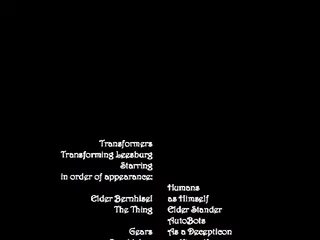 Transformers
Transforming Leesburg
Starring
in order of appearance:
Humans
Elder Bernhisel as Himself
The Thing Elder Stander
AutoBots
Gears As a Decepticon